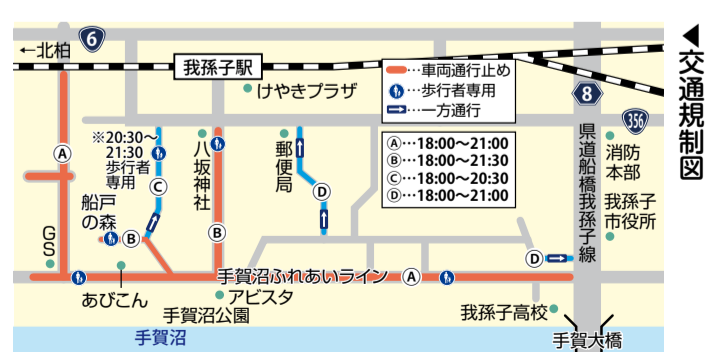 ◀交通規制図
←北柏
6
我孫子駅
けやきプラザ
…車両通行止め
…歩行者専用
…一方通行
8
356
Ⓐ…18:00〜21:00
Ⓑ…18:00〜21:30
Ⓒ…18:00〜20:30
Ⓓ…18:00〜21:00
県道船橋我孫子線
消防
本部
我孫子
市役所
Ⓐ
※20:30〜
21:30
歩行者
専用
Ⓒ
八坂神社
郵便局
Ⓓ
船戸
の森
Ⓑ
Ⓑ
GS
Ⓓ
手賀沼ふれあいライン
Ⓐ
あびこん
アビスタ
手賀沼公園
我孫子高校
手賀沼
手賀大橋